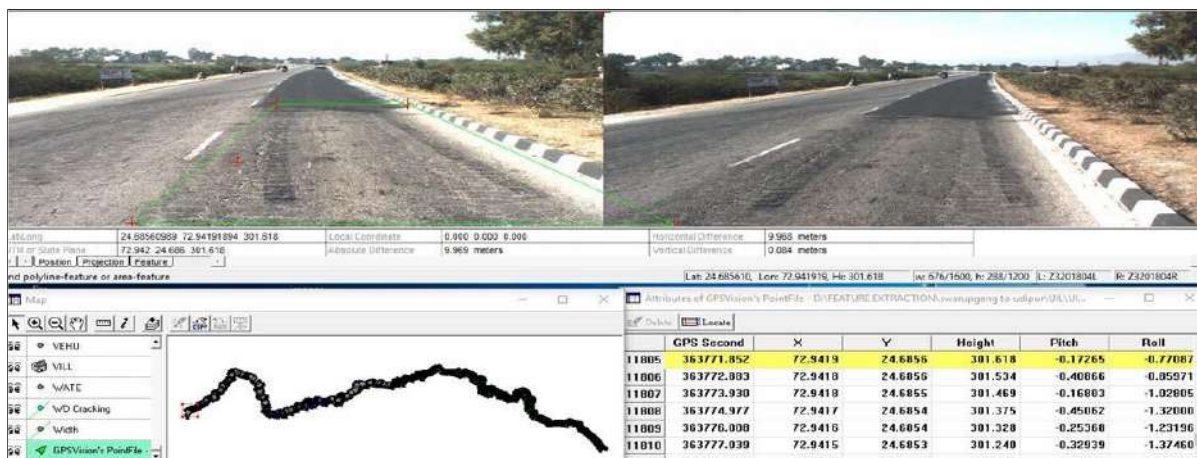 Lat/Long 24.68560989 72.94191894 301.618 Local Coordinate 0.000 0.000 0.000 Horizontal Difference 9.968 meters
UTM or State Plane 72.942 24.686 301.618 Absolute Difference 9.969 meters Vertical Difference 0.084 meters
Position Projection Feature
nd polyline-feature or area-feature Lat: 24.685610, Lon: 72.941919, He: 301.618 w: 676/1600, h: 288/1200 L: Z3201804L R: Z3201804R
Map
VEHU
VILL
WATE
WD Cracking
Width
GPSVision's PointFile -
Attributes of GPSVision's PointFile - D:\FEATURE EXTRACTION\swarupgang to udipur\UIL\UI...
Delete Locate
GPS Second X Y Height Pitch Roll
11805 363771.852 72.9419 24.6856 301.618 -0.17265 -0.77087
11806 363772.883 72.9418 24.6856 301.534 -0.40866 -0.85971
11807 363773.930 72.9418 24.6855 301.469 -0.16803 -1.02805
11808 363774.977 72.9417 24.6854 301.375 -0.45062 -1.32000
11809 363776.008 72.9416 24.6854 301.328 -0.25368 -1.23196
11810 363777.039 72.9415 24.6853 301.240 -0.32939 -1.37460